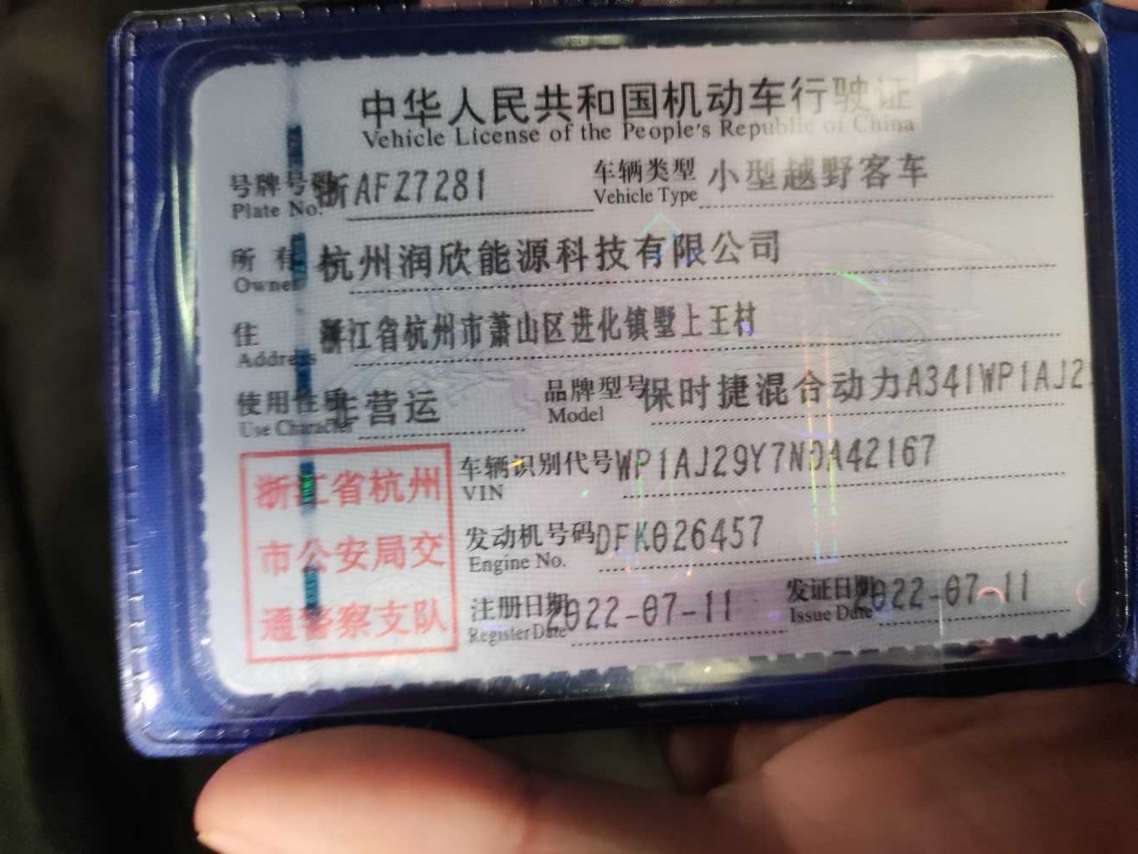 中华人民共和国机动车行驶证
Vehicle License of the People's Republic of China
号牌号码 浙AFZ7281 车辆类型 小型越野客车
Plate No. Vehicle Type
所有 杭州润欣能源科技有限公司
Owner
住 浙江省杭州市萧山区进化镇墅上王村
Address
使用性质 非营运 品牌型号 保时捷混合动力A341WP1AJ2
Use Character Model
车辆识别代号 WP1AJ29Y7NDA42167
VIN
发动机号码 DFK026457
Engine No.
注册日期 2022-07-11 发证日期 2022-07-11
Register Date Issue Date
浙江省杭州
市公安局交
通警察支队